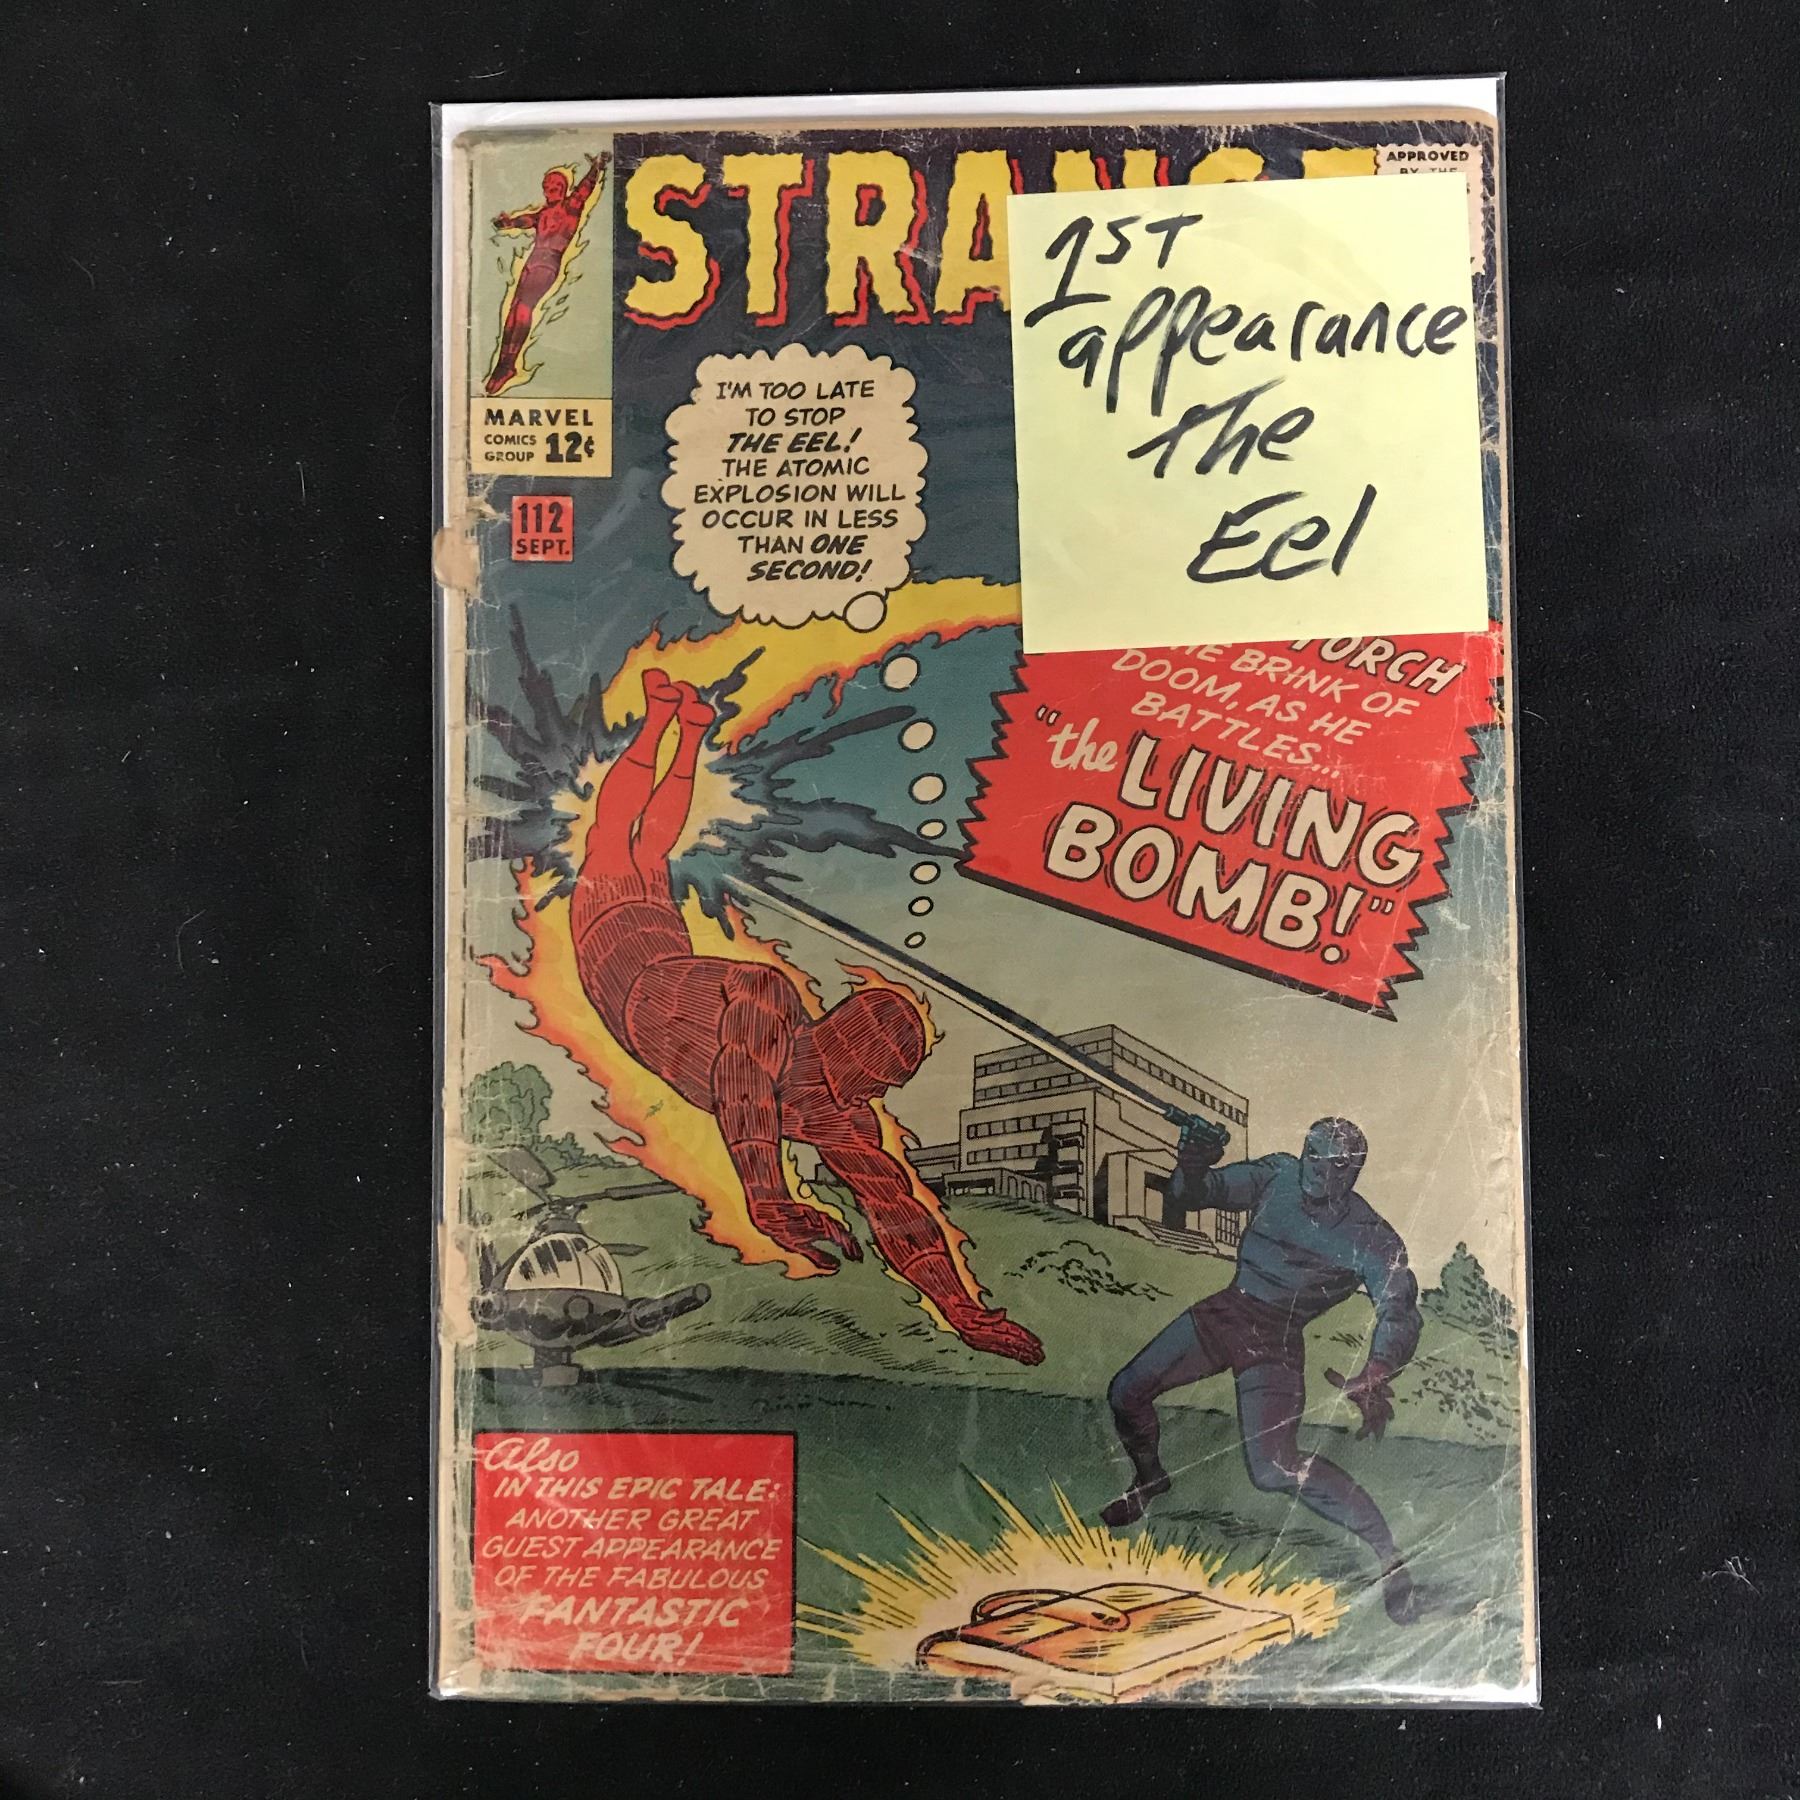 STRANG
APPROVED
BY THE
1ST
appearance
The
Eel
MARVEL
COMICS
GROUP
12¢
112
SEPT.
I'M TOO LATE
TO STOP
THE EEL!
THE ATOMIC
EXPLOSION WILL
OCCUR IN LESS
THAN ONE
SECOND!
TORCH
THE BRINK OF
DOOM, AS HE
BATTLES...
"the LIVING
BOMB!"
Also
IN THIS EPIC TALE:
ANOTHER GREAT
GUEST APPEARANCE
OF THE FABULOUS
FANTASTIC
FOUR!